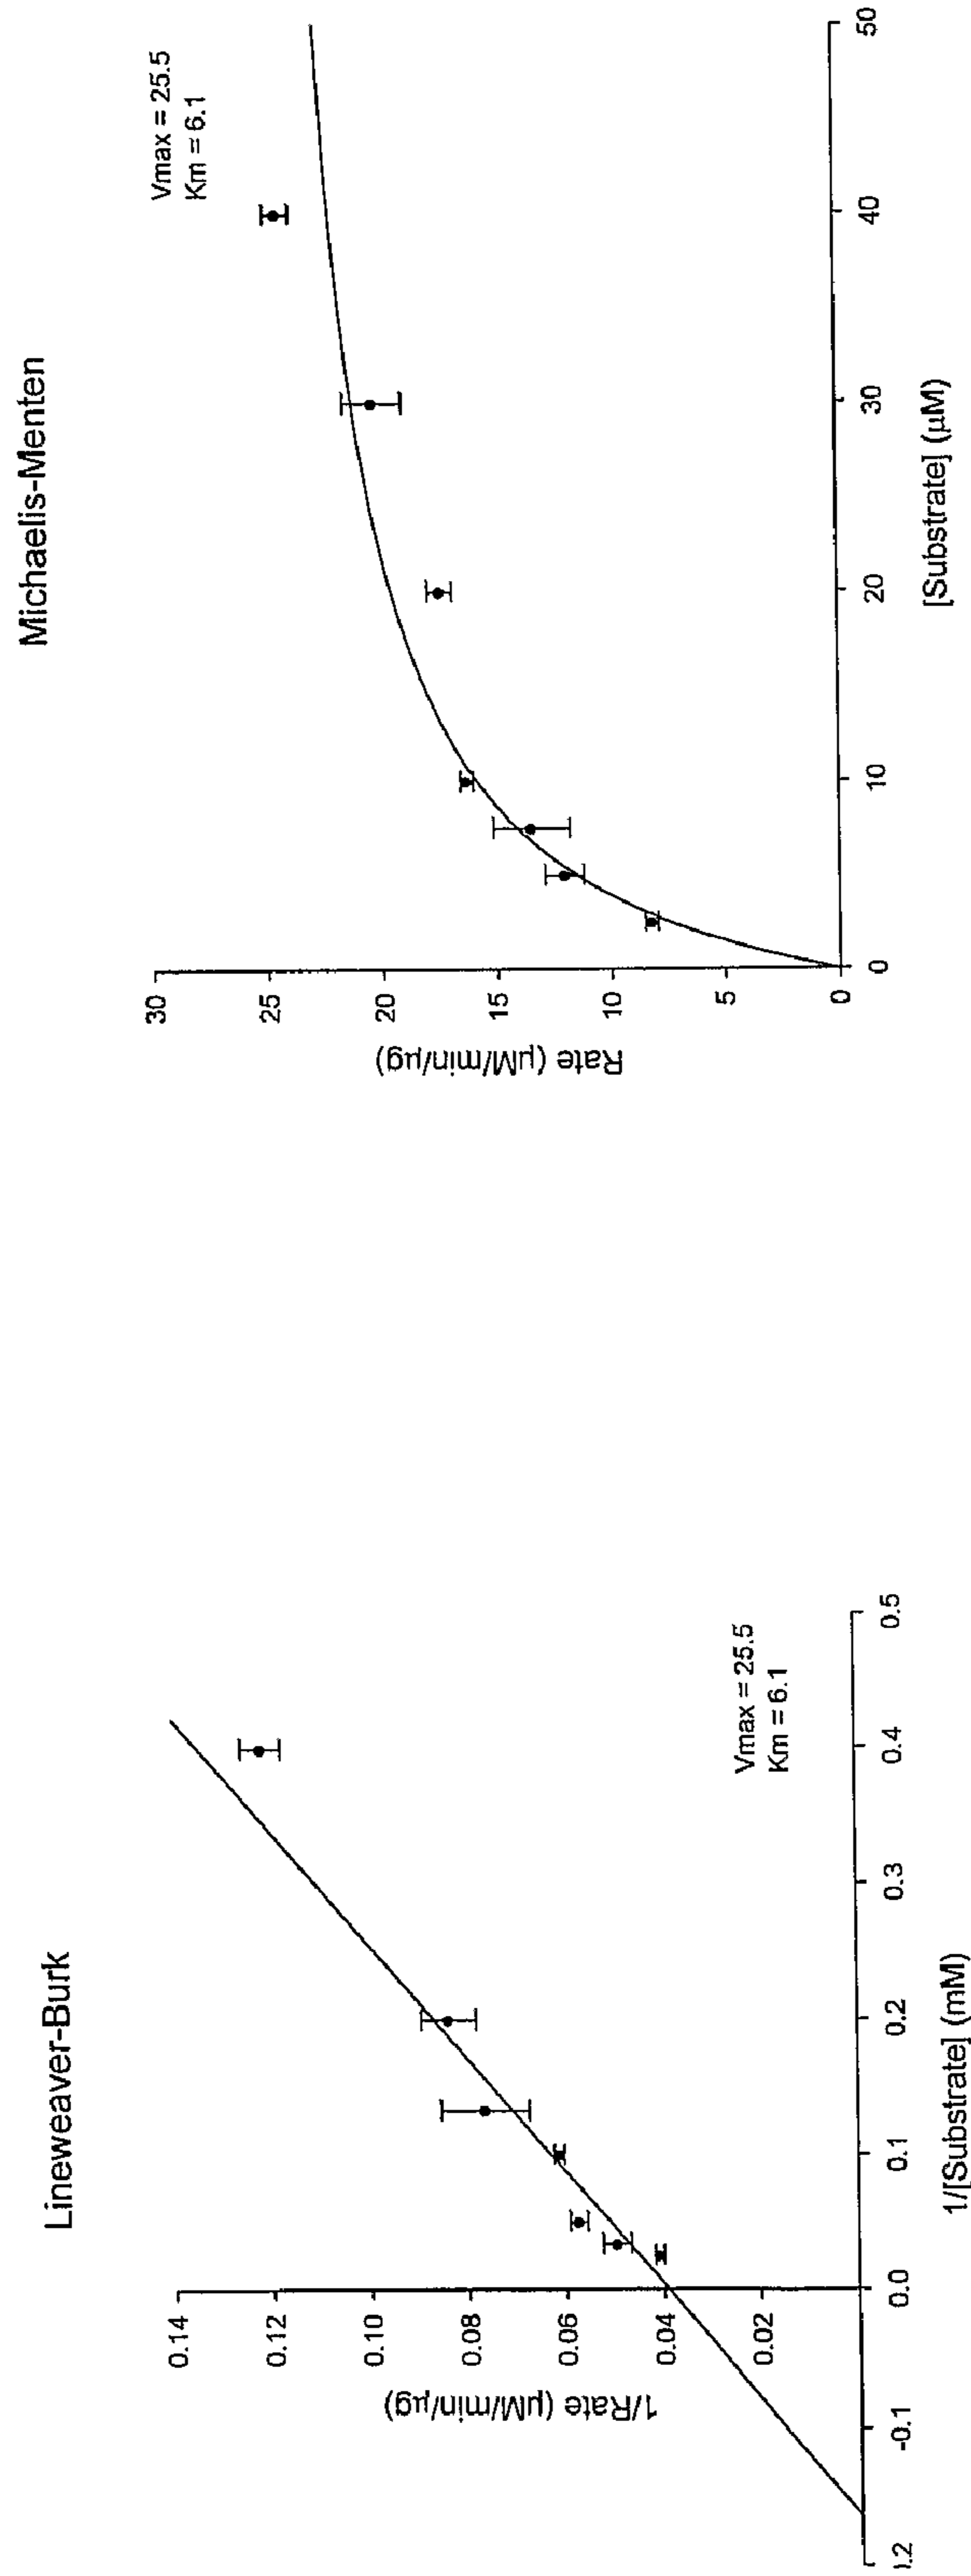 Lineweaver-Burk
0.14
0.12
0.10
0.08
0.06
0.04
0.02
1/Rate (µM/min/µg)
Vmax = 25.5
Km = 6.1
).2
-0.1
0.0
0.1
0.2
0.3
0.4
0.5
1/[Substrate] (mM)
Michaelis-Menten
30
25
20
15
10
5
0
Rate (µM/min/µg)
Vmax = 25.5
Km = 6.1
0
10
20
30
40
50
[Substrate] (µM)